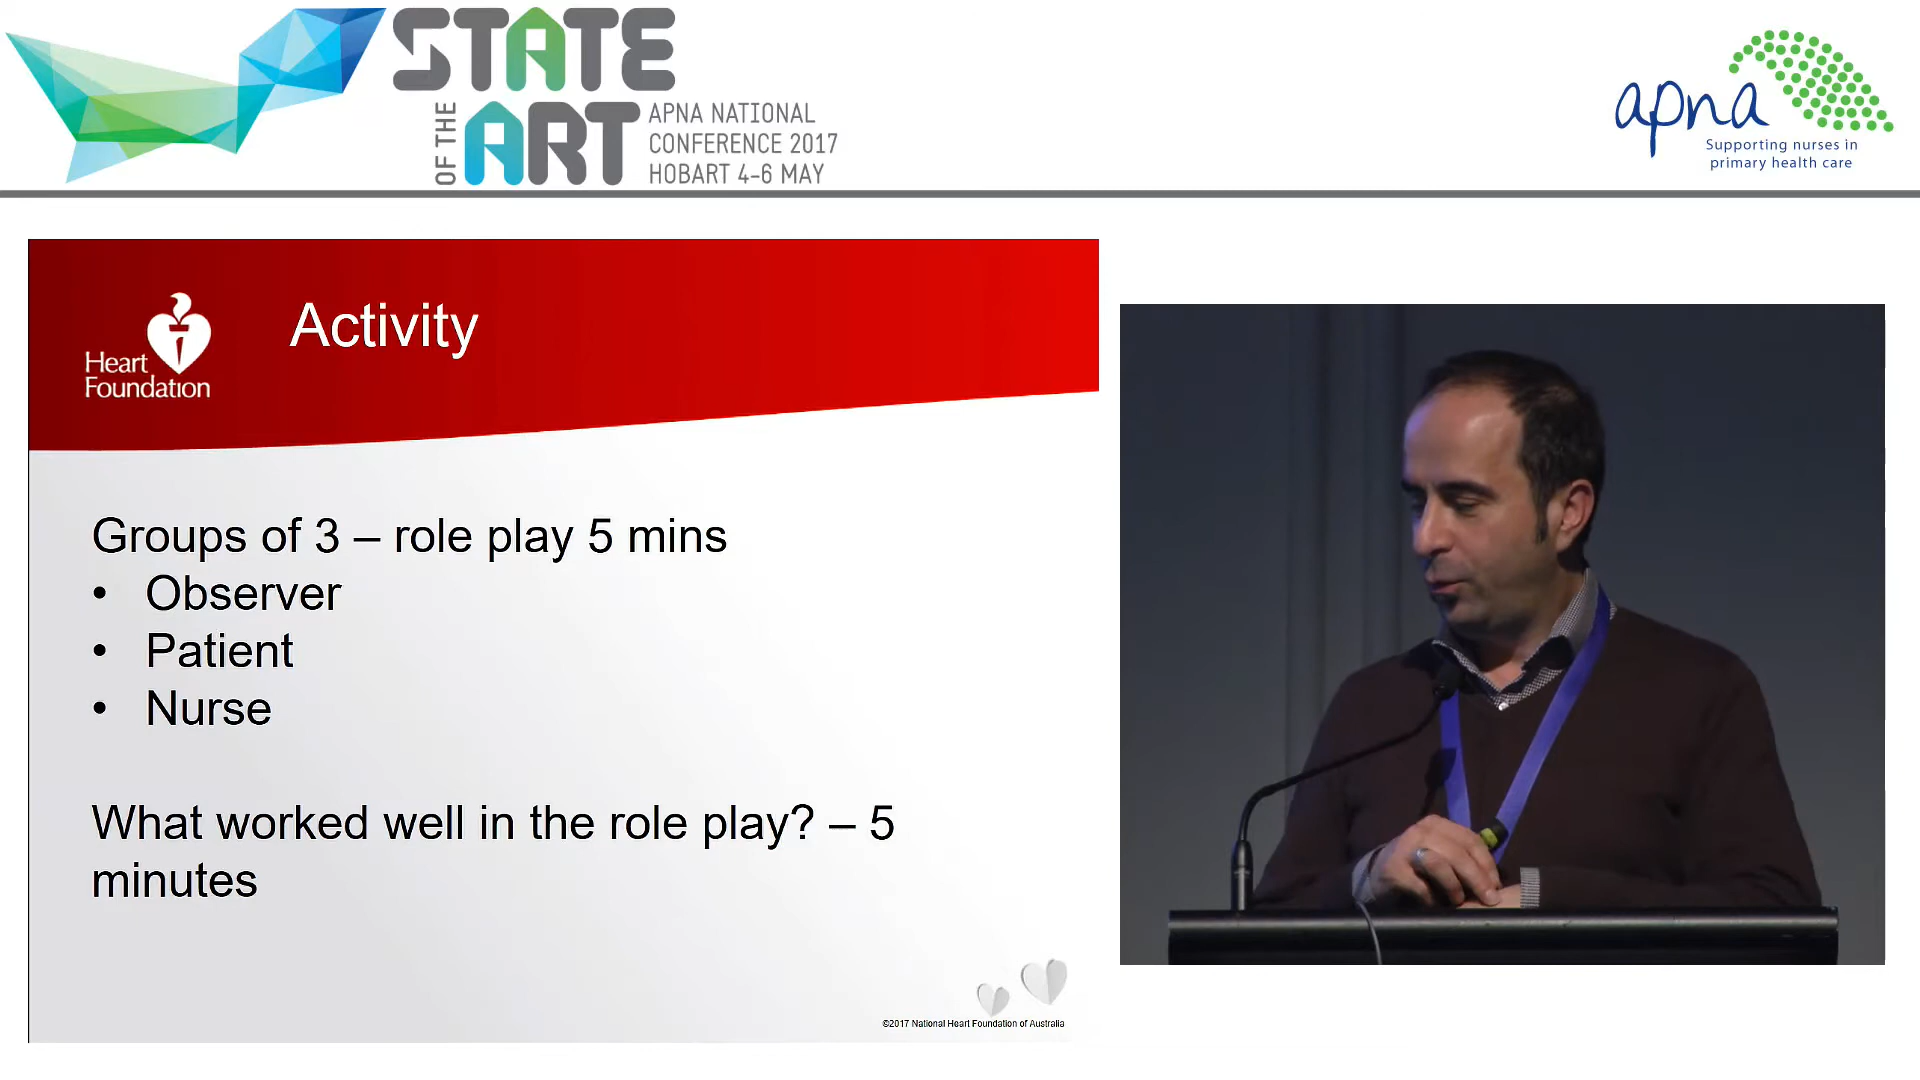 STATE
OF THE
ART
APNA NATIONAL
CONFERENCE 2017
HOBART 4-6 MAY
apna
Supporting nurses in
primary health care
Heart
Foundation
Activity
Groups of 3 – role play 5 mins
• Observer
• Patient
• Nurse
What worked well in the role play? – 5
minutes
©2017 National Heart Foundation of Australia